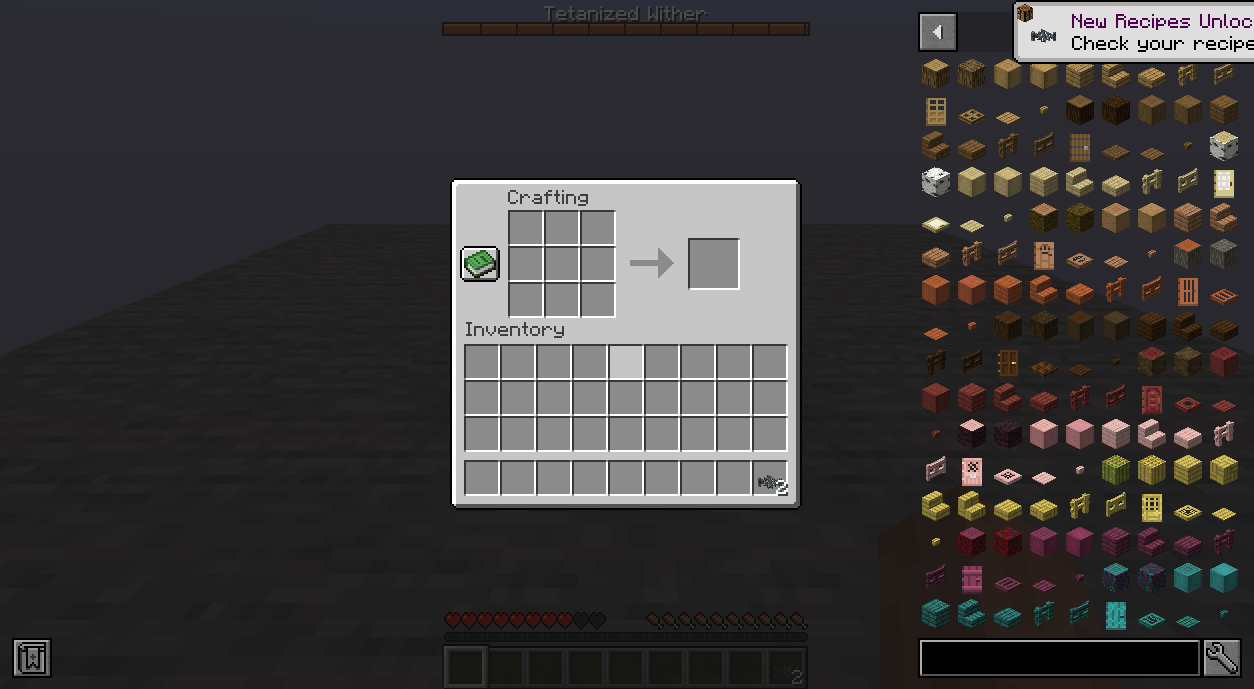 Tetanized Wither
New Recipes Unloc
Check your recipe
Crafting
Inventory
2
2